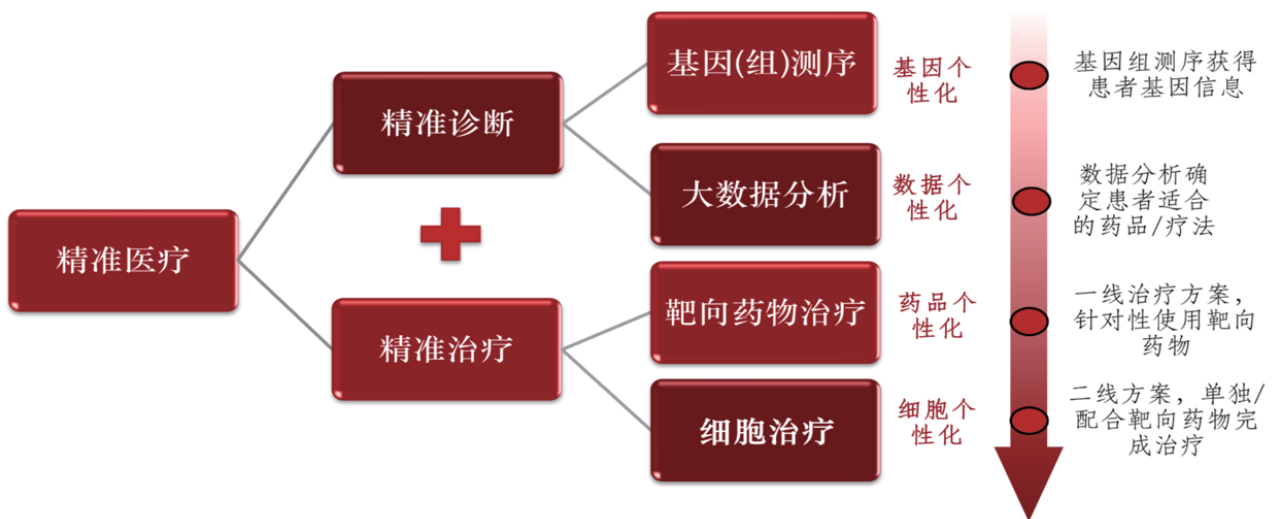 精准医疗
精准诊断
精准治疗
基因(组)测序
大数据分析
靶向药物治疗
细胞治疗
基因个
性化
数据个
性化
药品个
性化
细胞个
性化
基因组测序获得
患者基因信息
数据分析确
定患者适合
的药品/疗法
一线治疗方案，
针对性使用靶向
药物
二线方案，单独/
配合靶向药物完
成治疗